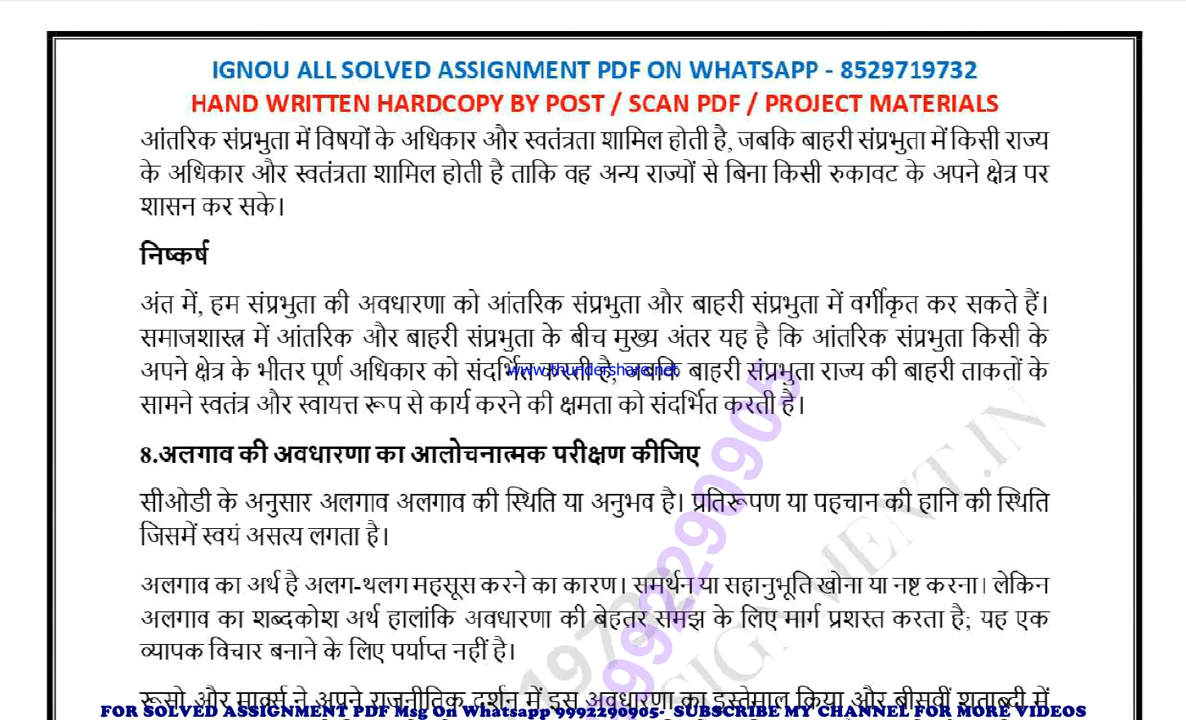 IGNOU ALL SOLVED ASSIGNMENT PDF ON WHATSAPP - 8529719732
HAND WRITTEN HARDCOPY BY POST / SCAN PDF / PROJECT MATERIALS
आंतरिक संप्रभुता में विषयों के अधिकार और स्वतंत्रता शामिल होती है, जबकि बाहरी संप्रभुता में किसी राज्य
के अधिकार और स्वतंत्रता शामिल होती है ताकि वह अन्य राज्यों से बिना किसी रुकावट के अपने क्षेत्र पर
शासन कर सके।
निष्कर्ष
अंत में, हम संप्रभुता की अवधारणा को आंतरिक संप्रभुता और बाहरी संप्रभुता में वर्गीकृत कर सकते हैं।
समाजशास्त्र में आंतरिक और बाहरी संप्रभुता के बीच मुख्य अंतर यह है कि आंतरिक संप्रभुता किसी के
अपने क्षेत्र के भीतर पूर्ण अधिकार को संदर्भित करती है, जबकि बाहरी संप्रभुता राज्य की बाहरी ताकतों के
www.thundershare.net
सामने स्वतंत्र और स्वायत्त रूप से कार्य करने की क्षमता को संदर्भित करती है।
8.अलगाव की अवधारणा का आलोचनात्मक परीक्षण कीजिए
सीओडी के अनुसार अलगाव अलगाव की स्थिति या अनुभव है। प्रतिरूपण या पहचान की हानि की स्थिति
जिसमें स्वयं असत्य लगता है।
अलगाव का अर्थ है अलग-थलग महसूस करने का कारण। समर्थन या सहानुभूति खोना या नष्ट करना। लेकिन
अलगाव का शब्दकोश अर्थ हालांकि अवधारणा की बेहतर समझ के लिए मार्ग प्रशस्त करता है; यह एक
व्यापक विचार बनाने के लिए पर्याप्त नहीं है।
रूसो और मार्क्स ने अपने राजनीतिक दर्शन में इस अवधारणा का इस्तेमाल किया और बीसवीं शताब्दी में
FOR SOLVED ASSIGNMENT PDF Msg On Whatsapp 9992290905- SUBSCRIBE MY CHANNEL FOR MORE VIDEOS
9992290905
19732
SIGNMENT.IN